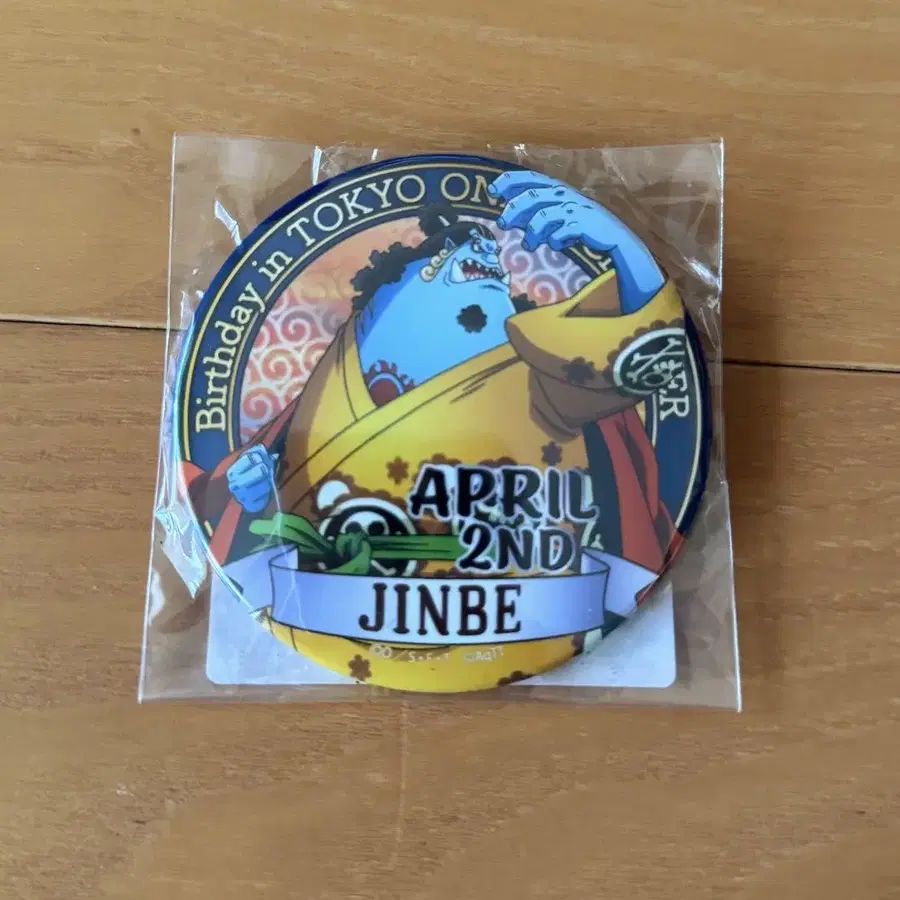 Birthday in TOKYO ON
APRIL
2ND
JINBE